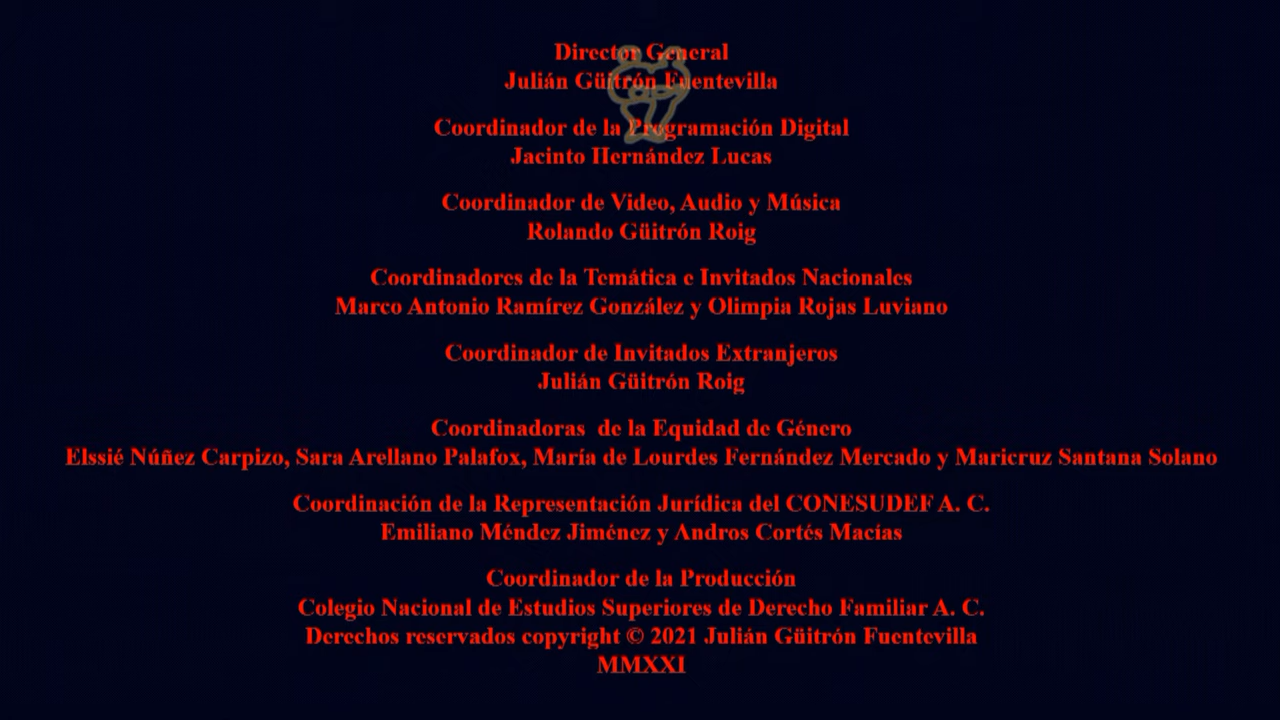 Director General
Julián Güitrón Fuentevilla
Coordinador de la Programación Digital
Jacinto Hernández Lucas
Coordinador de Video, Audio y Música
Rolando Güitrón Roig
Coordinadores de la Temática e Invitados Nacionales
Marco Antonio Ramírez González y Olimpia Rojas Luviano
Coordinador de Invitados Extranjeros
Julián Güitrón Roig
Coordinadoras de la Equidad de Género
Elssié Núñez Carpizo, Sara Arellano Palafox, María de Lourdes Fernández Mercado y Maricruz Santana Solano
Coordinación de la Representación Jurídica del CONESUDEF A. C.
Emiliano Méndez Jiménez y Andros Cortés Macías
Coordinador de la Producción
Colegio Nacional de Estudios Superiores de Derecho Familiar A. C.
Derechos reservados copyright © 2021 Julián Güitrón Fuentevilla
MMXXI